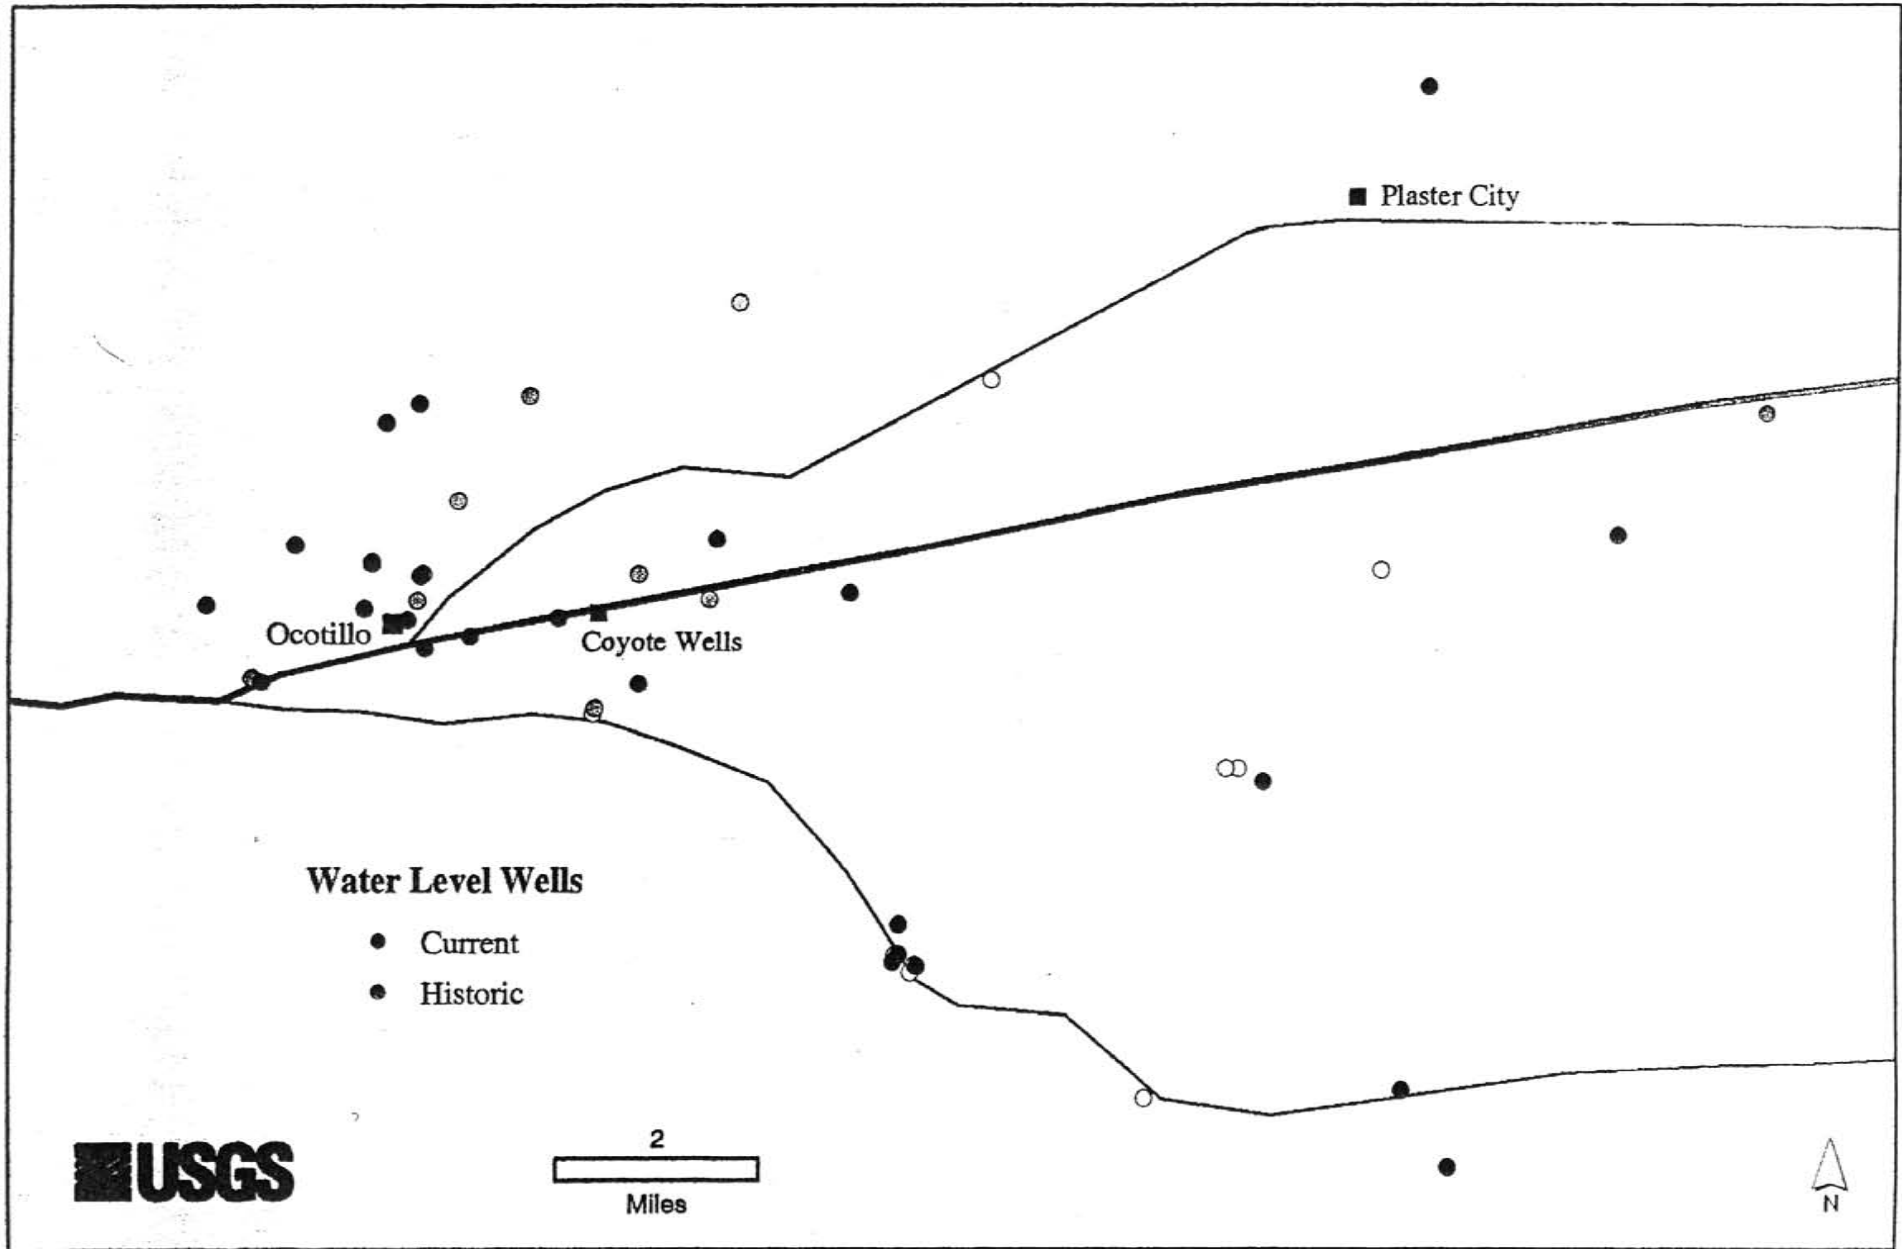 Plaster City
Ocotillo
Coyote Wells
Water Level Wells
Current
Historic
USGS
2
Miles
N